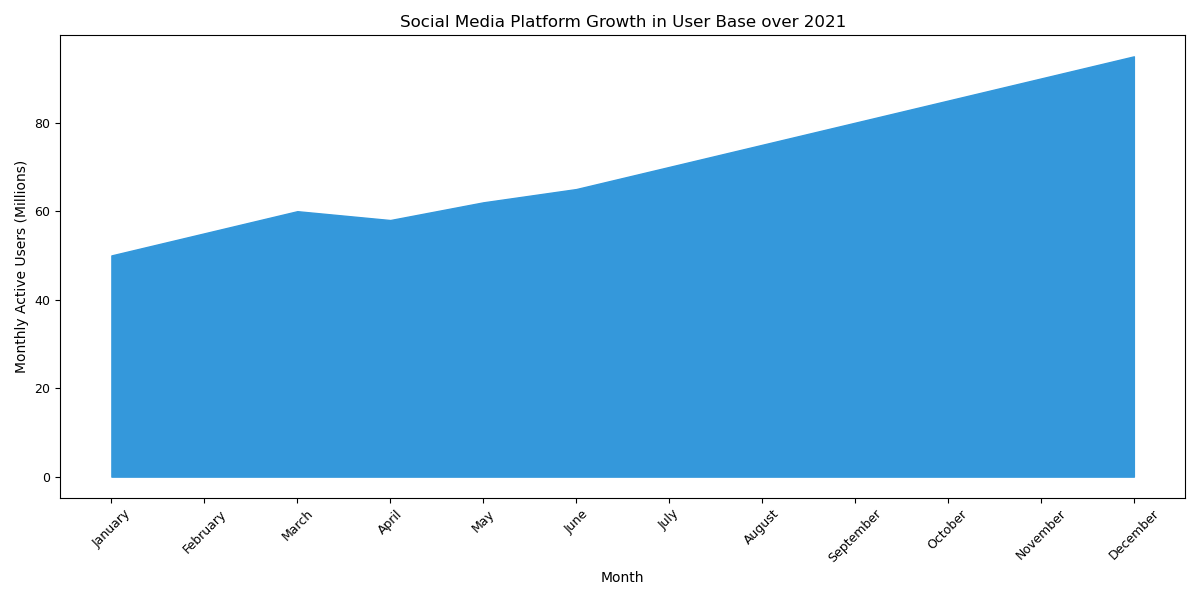 Social Media Platform Growth in User Base over 2021
Monthly Active Users (Millions)
80
60
40
20
0
January
February
March
April
May
June
July
August
September
October
November
December
Month